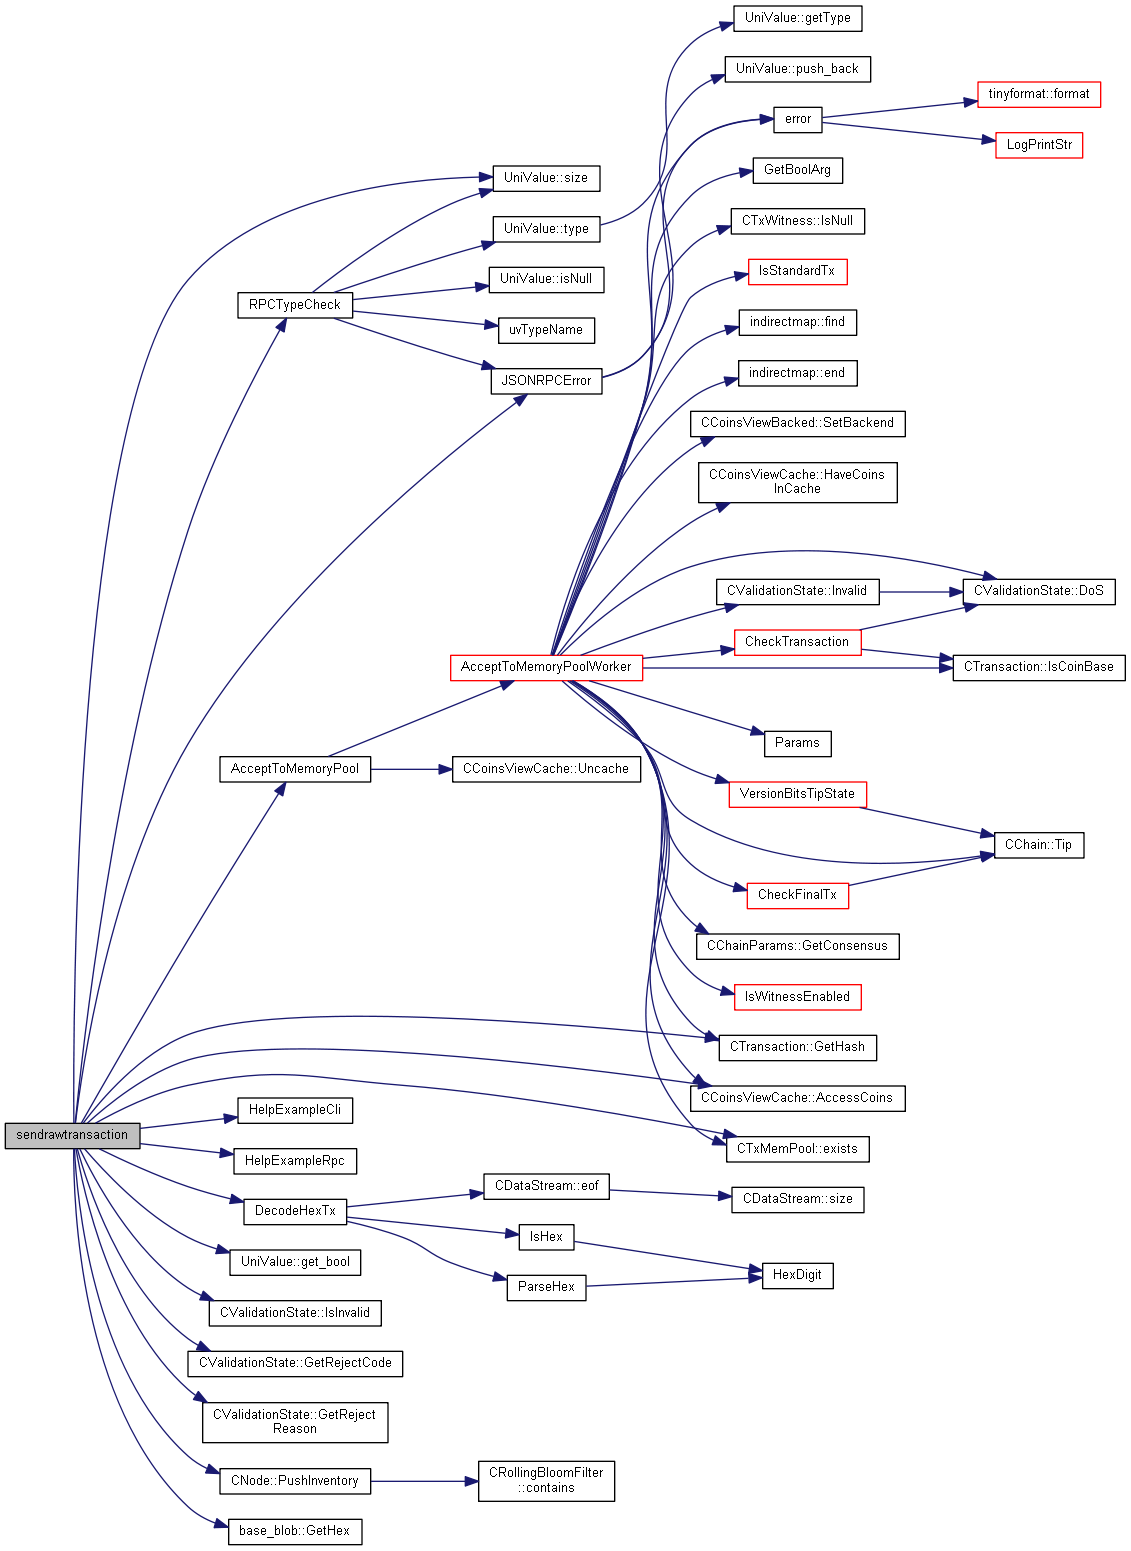 UniValue::getType
UniValue::push_back
tinyformat::format
error
LogPrintStr
GetBoolArg
UniValue::size
CTxWitness::IsNull
UniValue::type
IsStandardTx
UniValue::isNull
RPCTypeCheck
indirectmap::find
uvTypeName
indirectmap::end
JSONRPCError
CCoinsViewBacked::SetBackend
CCoinsViewCache::HaveCoins
InCache
CValidationState::Invalid
CValidationState::DoS
CheckTransaction
AcceptToMemoryPoolWorker
CTransaction::IsCoinBase
Params
AcceptToMemoryPool
CCoinsViewCache::Uncache
VersionBitsTipState
CChain::Tip
CheckFinalTx
CChainParams::GetConsensus
IsWitnessEnabled
CTransaction::GetHash
CCoinsViewCache::AccessCoins
HelpExampleCli
sendrawtransaction
CTxMemPool::exists
HelpExampleRpc
CDataStream::eof
CDataStream::size
DecodeHexTx
IsHex
UniValue::get_bool
HexDigit
ParseHex
CValidationState::IsInvalid
CValidationState::GetRejectCode
CValidationState::GetReject
Reason
CRollingBloomFilter
::contains
CNode::PushInventory
base_blob::GetHex